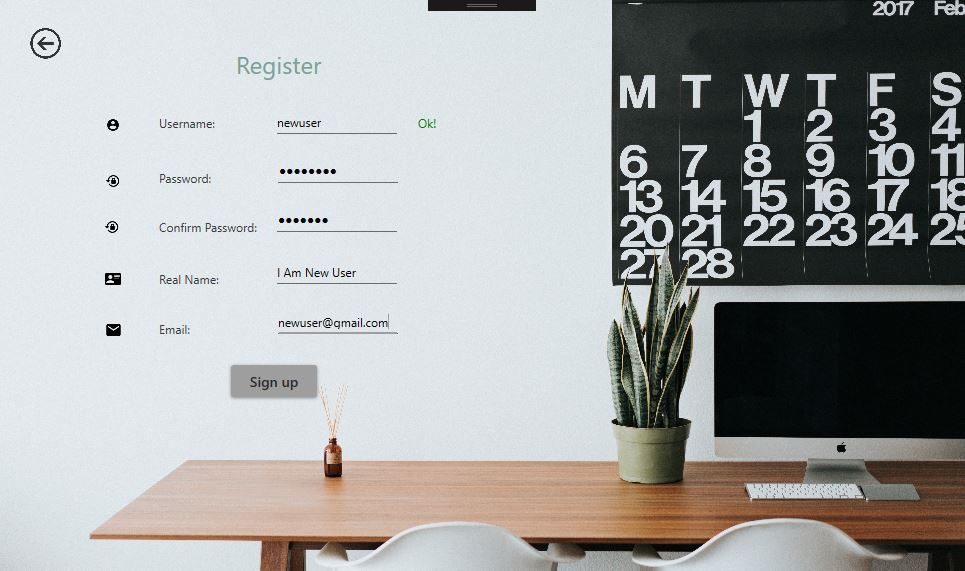 Register
Username: newuser Ok!
Password: ••••••••
Confirm Password: •••••••
Real Name: I Am New User
Email: newuser@gmail.com
Sign up
2017 Feb
M T W T F S
1 2 3 4
6 7 8 9 10 11
13 14 15 16 17 18
20 21 22 23 24 25
27 28